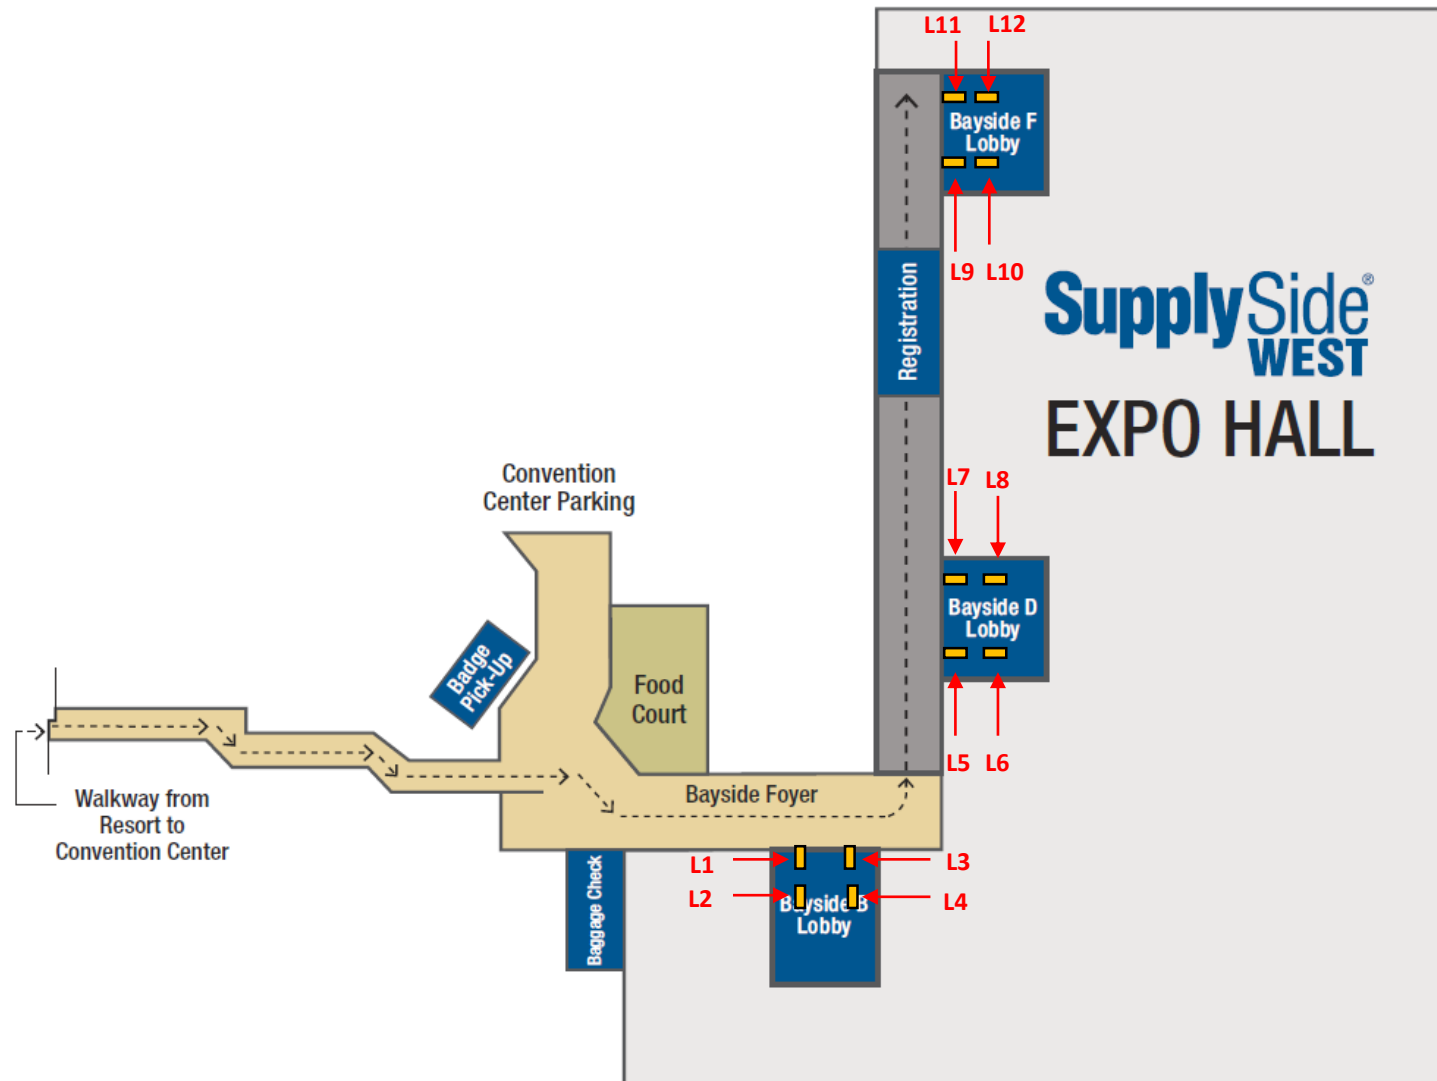 L11
L12
Bayside F
Lobby
L9
L10
Registration
SupplySide®
WEST
EXPO HALL
Convention
Center Parking
L7
L8
Bayside D
Lobby
Badge
Pick-Up
Food
Court
L5
L6
Walkway from
Resort to
Convention Center
Bayside Foyer
L1
L3
L2
L4
Bayside B
Lobby
Baggage Check